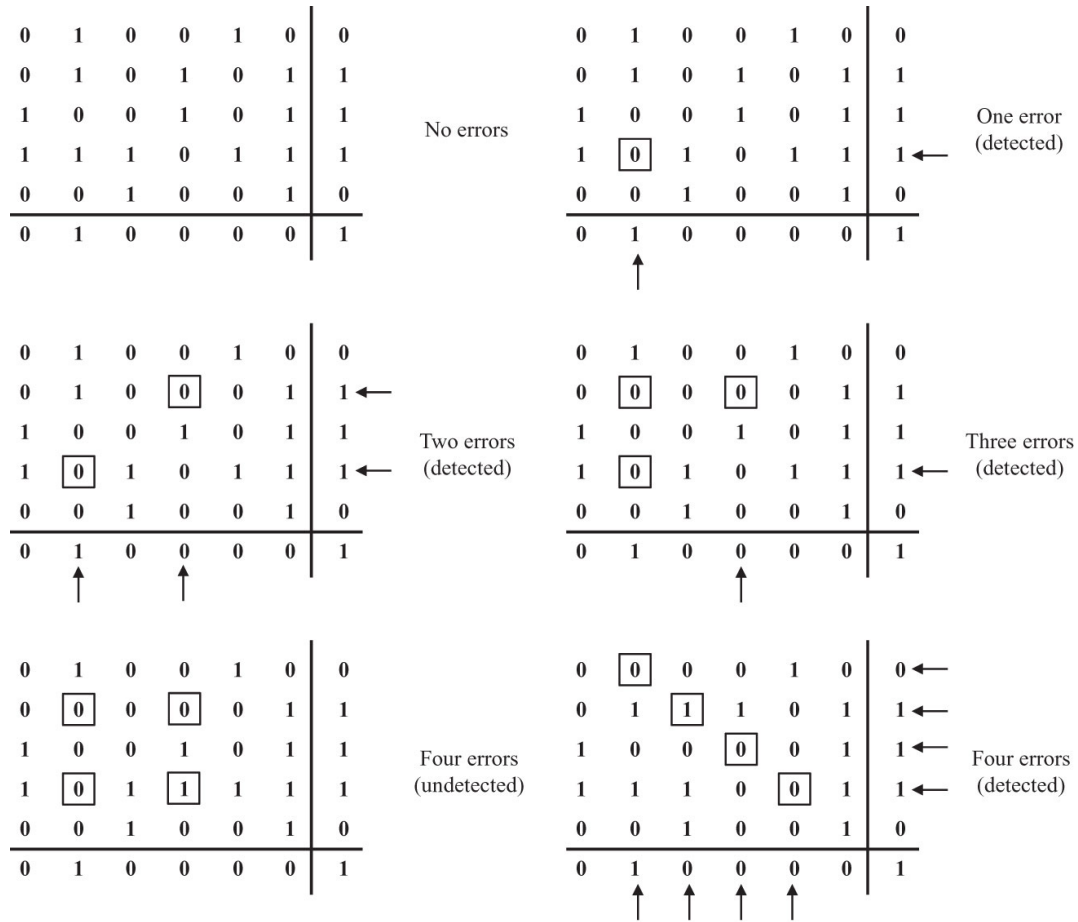 0 1 0 0 1 0 0
0 1 0 1 0 1 1
1 0 0 1 0 1 1
1 1 1 0 1 1 1
0 0 1 0 0 1 0
0 1 0 0 0 0 1
No errors
0 1 0 0 1 0 0
0 1 0 1 0 1 1
1 0 0 1 0 1 1
1 0 1 0 1 1 1
0 0 1 0 0 1 0
0 1 0 0 0 0 1
One error
(detected)
0 1 0 0 1 0 0
0 1 0 0 0 1 1
1 0 0 1 0 1 1
1 0 1 0 1 1 1
0 0 1 0 0 1 0
0 1 0 0 0 0 1
Two errors
(detected)
0 1 0 0 1 0 0
0 0 0 0 0 1 1
1 0 0 1 0 1 1
1 0 1 0 1 1 1
0 0 1 0 0 1 0
0 1 0 0 0 0 1
Three errors
(detected)
0 1 0 0 1 0 0
0 0 0 0 0 1 1
1 0 0 1 0 1 1
1 0 1 1 1 1 1
0 0 1 0 0 1 0
0 1 0 0 0 0 1
Four errors
(undetected)
0 0 0 0 1 0 0
0 1 1 1 0 1 1
1 0 0 0 0 1 1
1 1 1 0 0 1 1
0 0 1 0 0 1 0
0 1 0 0 0 0 1
Four errors
(detected)